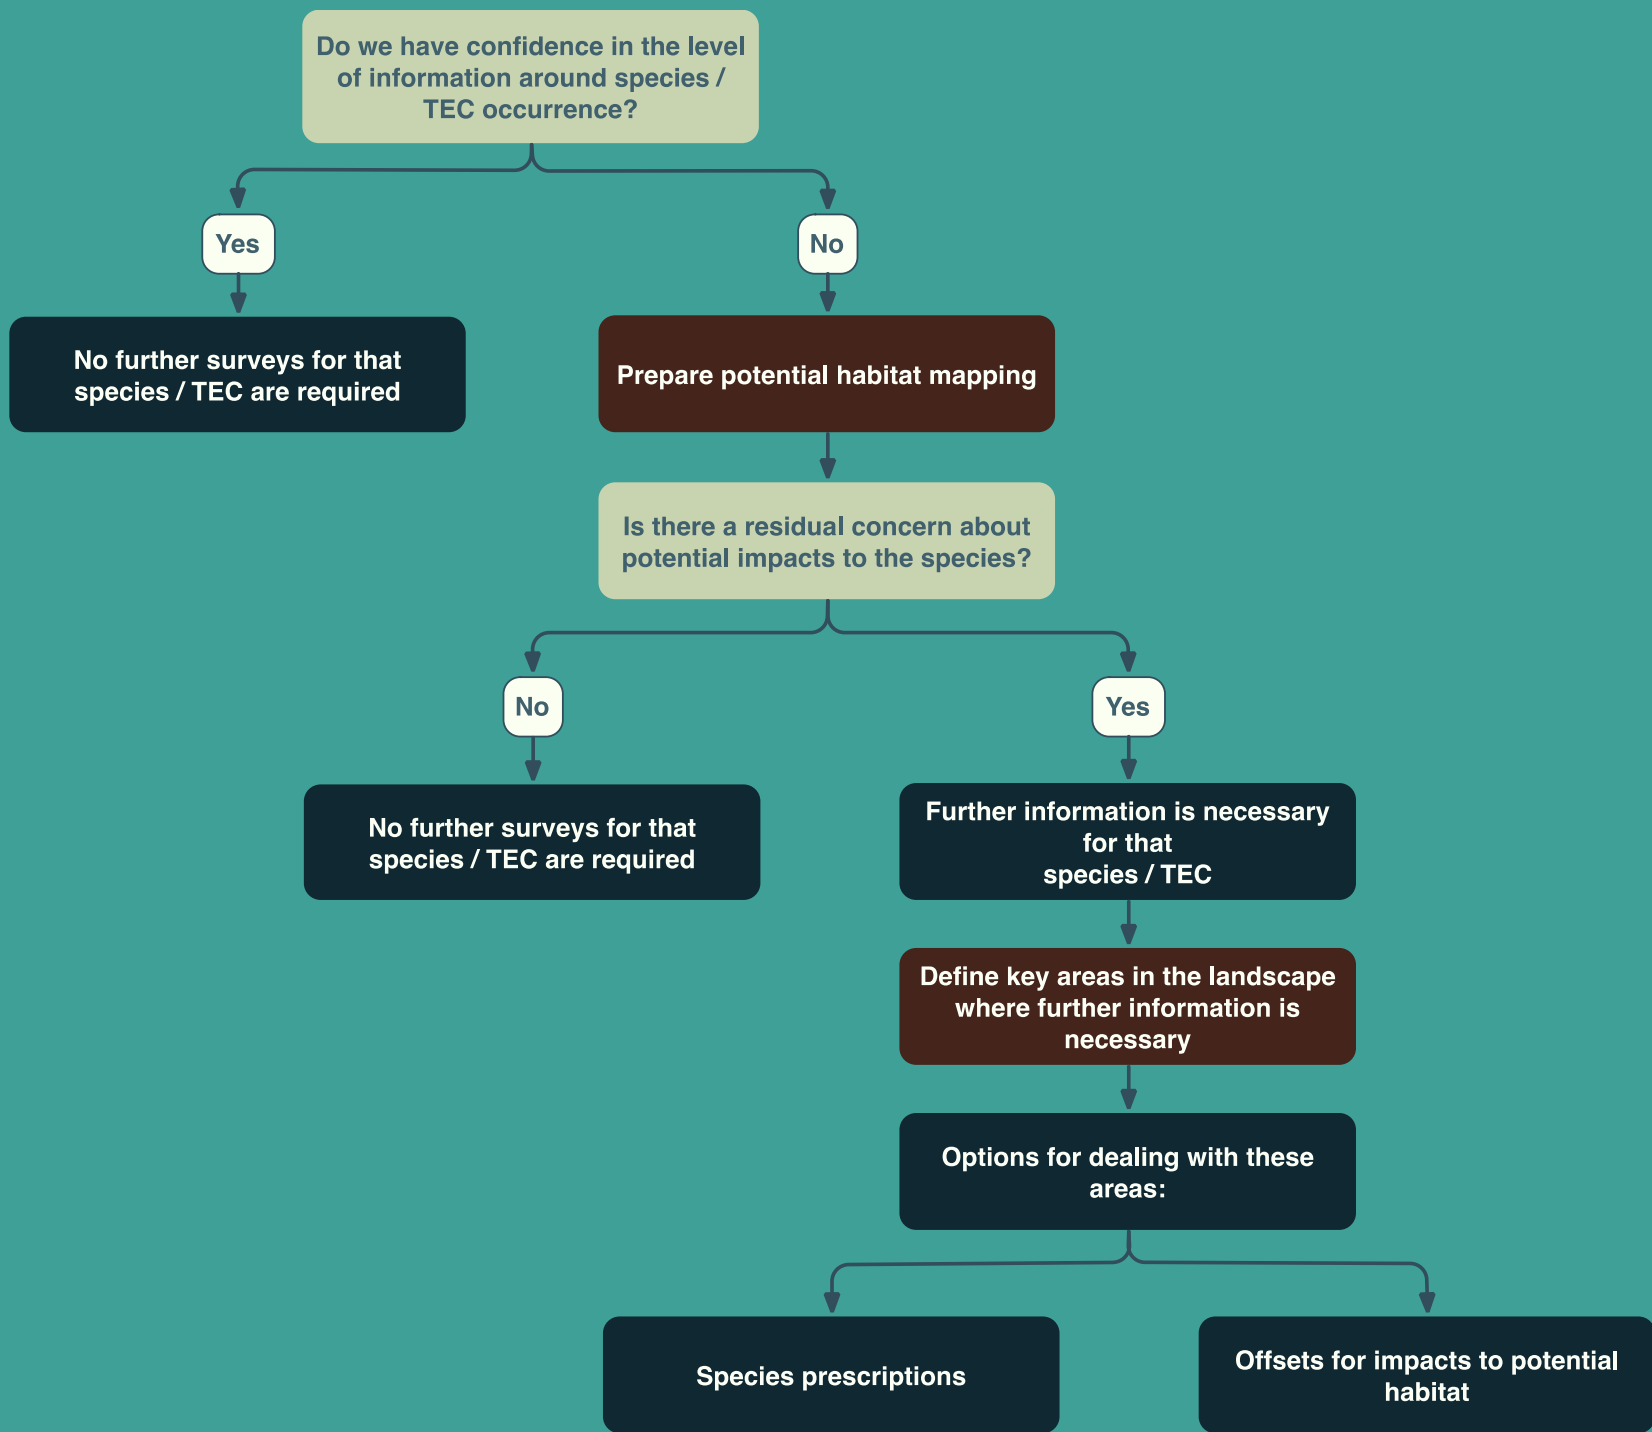 Do we have confidence in the level
of information around species /
TEC occurrence?
Yes
No
No further surveys for that
species / TEC are required
Prepare potential habitat mapping
Is there a residual concern about
potential impacts to the species?
No
Yes
No further surveys for that
species / TEC are required
Further information is necessary
for that
species / TEC
Define key areas in the landscape
where further information is
necessary
Options for dealing with these
areas:
Species prescriptions
Offsets for impacts to potential
habitat